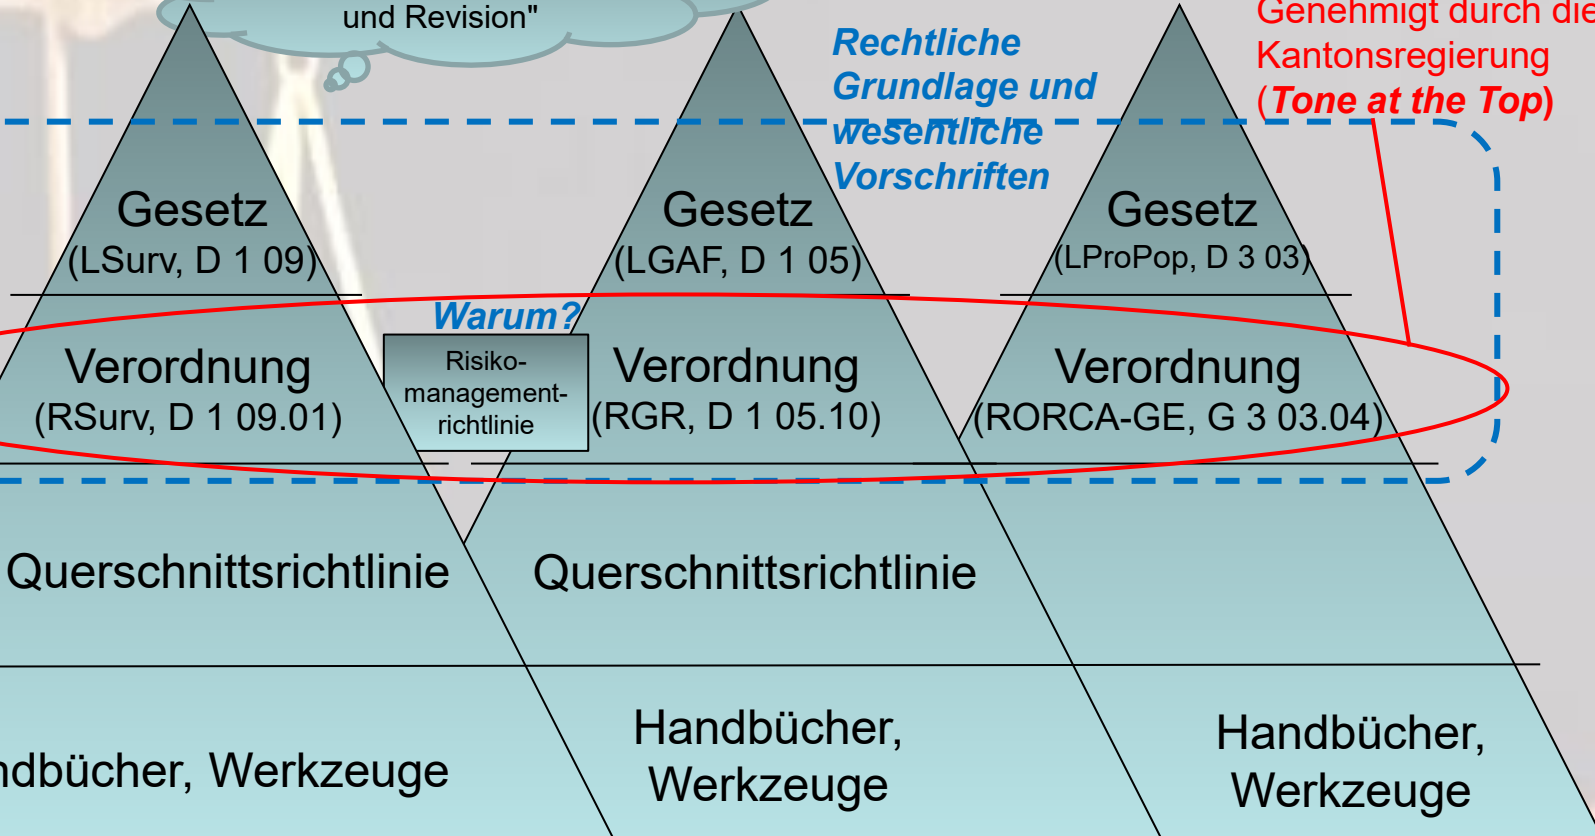 und Revision"
Rechtliche
Grundlage und
wesentliche
Vorschriften
Genehmigt durch die
Kantonsregierung
(Tone at the Top)
Gesetz
(LSurv, D 1 09)
Gesetz
(LGAF, D 1 05)
Gesetz
(LProPop, D 3 03)
Warum?
Verordnung
(RSurv, D 1 09.01)
Risiko-
management-
richtlinie
Verordnung
(RGR, D 1 05.10)
Verordnung
(RORCA-GE, G 3 03.04)
Querschnittsrichtlinie
Querschnittsrichtlinie
ndbücher, Werkzeuge
Handbücher,
Werkzeuge
Handbücher,
Werkzeuge